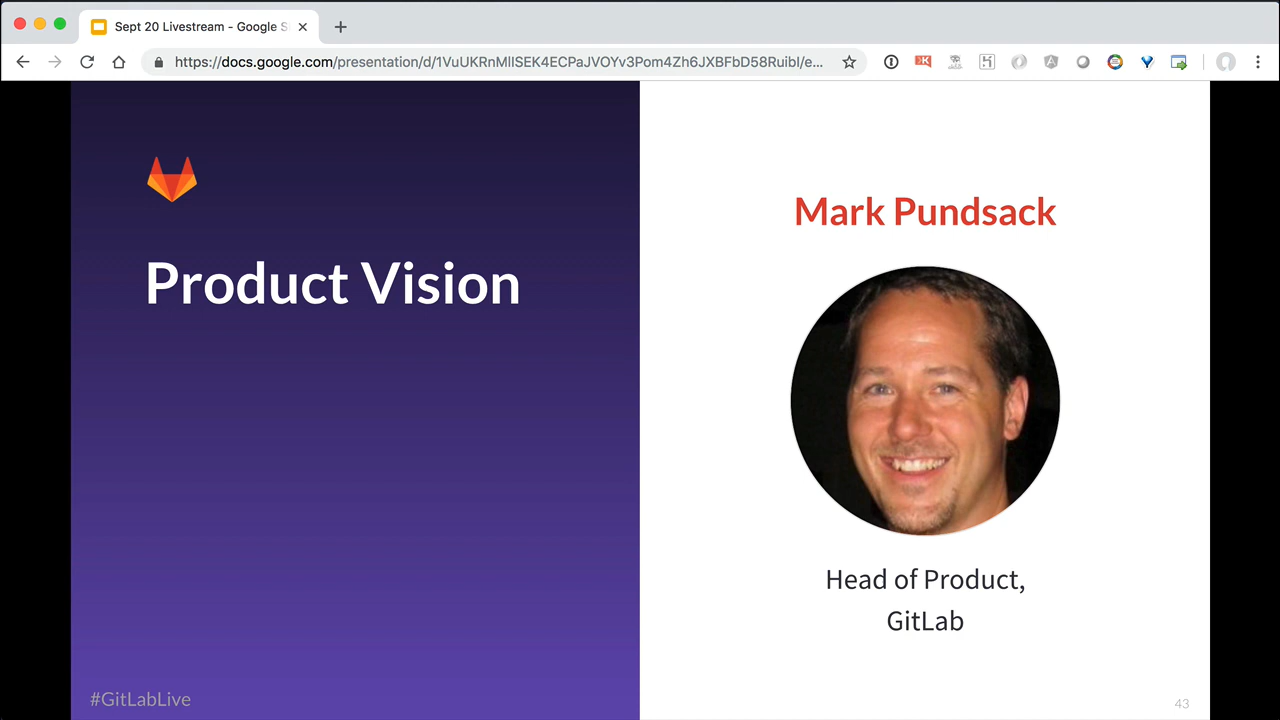 Sept 20 Livestream - Google S
https://docs.google.com/presentation/d/1VuUKRnMlISEK4ECPaJVOYv3Pom4Zh6JXBFbD58RuibI/e...
Product Vision
Mark Pundsack
Head of Product,
GitLab
#GitLabLive
43